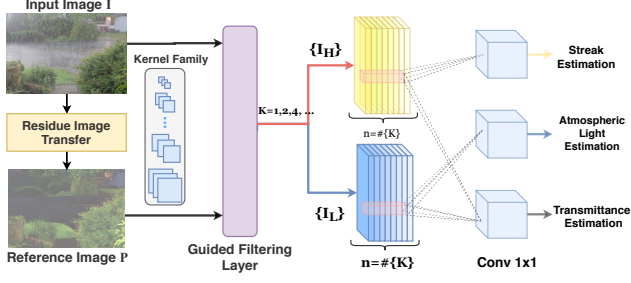 Input Image I
Residue Image
Transfer
Reference Image P
Kernel Family
Guided Filtering
Layer
K=1,2,4, ...
{I_H}
n=#{K}
{I_L}
n=#{K}
Conv 1x1
Streak
Estimation
Atmospheric
Light
Estimation
Transmittance
Estimation